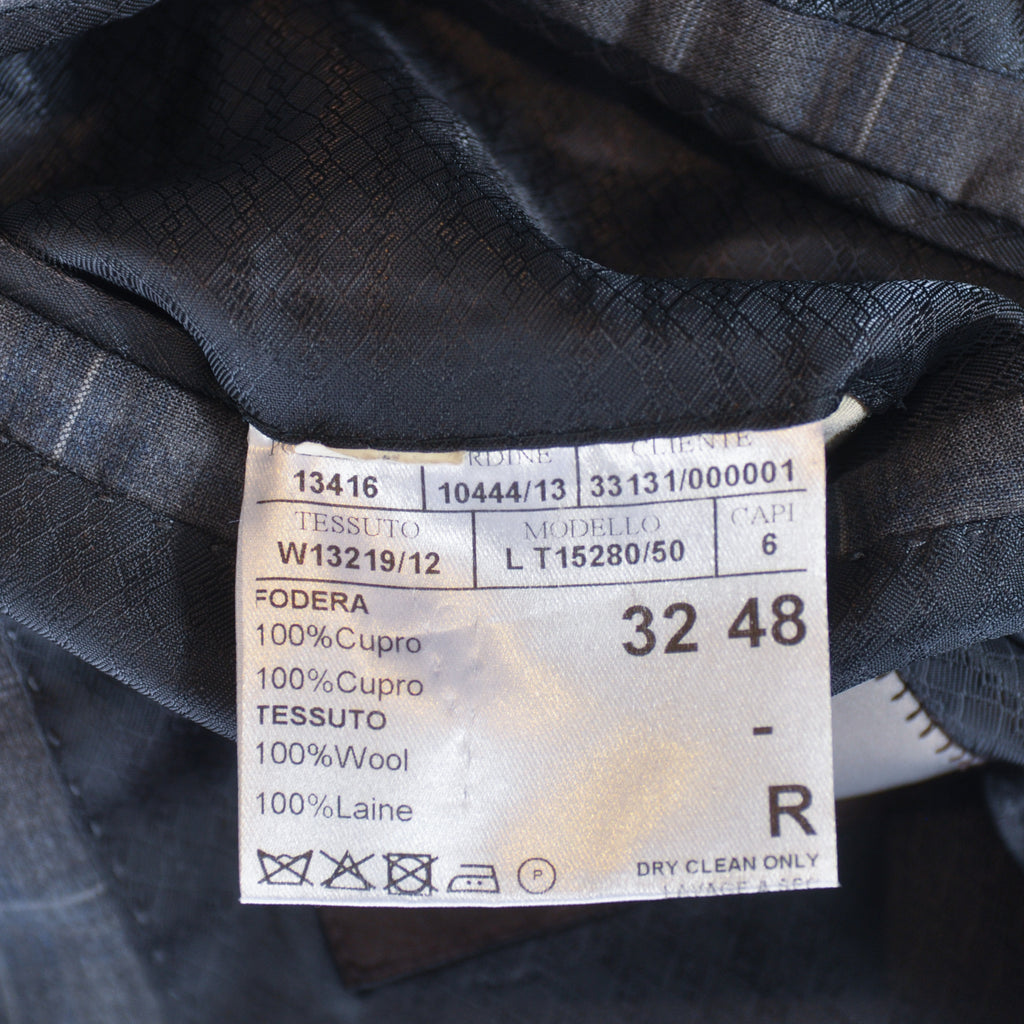 CLIENTE
13416 10444/13 33131/000001
TESSUTO MODELLO CAPI
W13219/12 L T15280/50 6
FODERA
100%Cupro 32 48
100%Cupro
TESSUTO
100%Wool -
100%Laine R
P DRY CLEAN ONLY